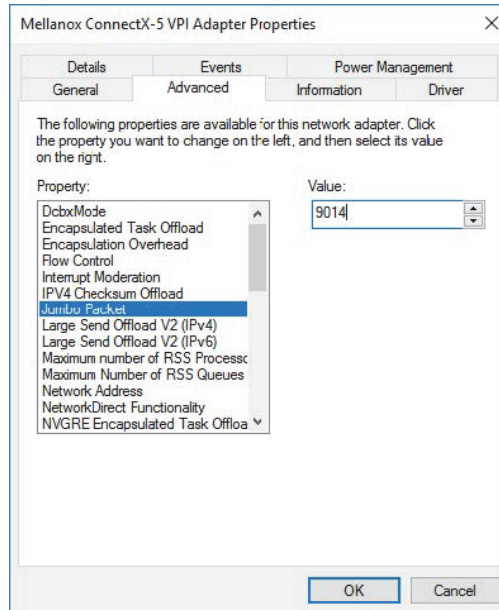 Mellanox ConnectX-5 VPI Adapter Properties
Details Events Power Management
General Advanced Information Driver
The following properties are available for this network adapter. Click
the property you want to change on the left, and then select its value
on the right.
Property: Value:
DcbxMode 9014
Encapsulated Task Offload
Encapsulation Overhead
Flow Control
Interrupt Moderation
IPV4 Checksum Offload
Jumbo Packet
Large Send Offload V2 (IPv4)
Large Send Offload V2 (IPv6)
Maximum number of RSS Processc
Maximum Number of RSS Queues
Network Address
NetworkDirect Functionality
NVGRE Encapsulated Task Offloa
OK Cancel